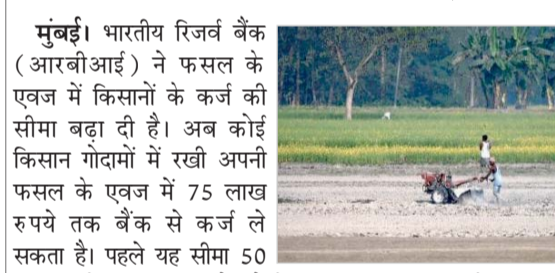 मुंबई। भारतीय रिजर्व बैंक
(आरबीआई) ने फसल के
एवज में किसानों के कर्ज की
सीमा बढ़ा दी है। अब कोई
किसान गोदामों में रखी अपनी
फसल के एवज में 75 लाख
रुपये तक बैंक से कर्ज ले
सकता है। पहले यह सीमा 50